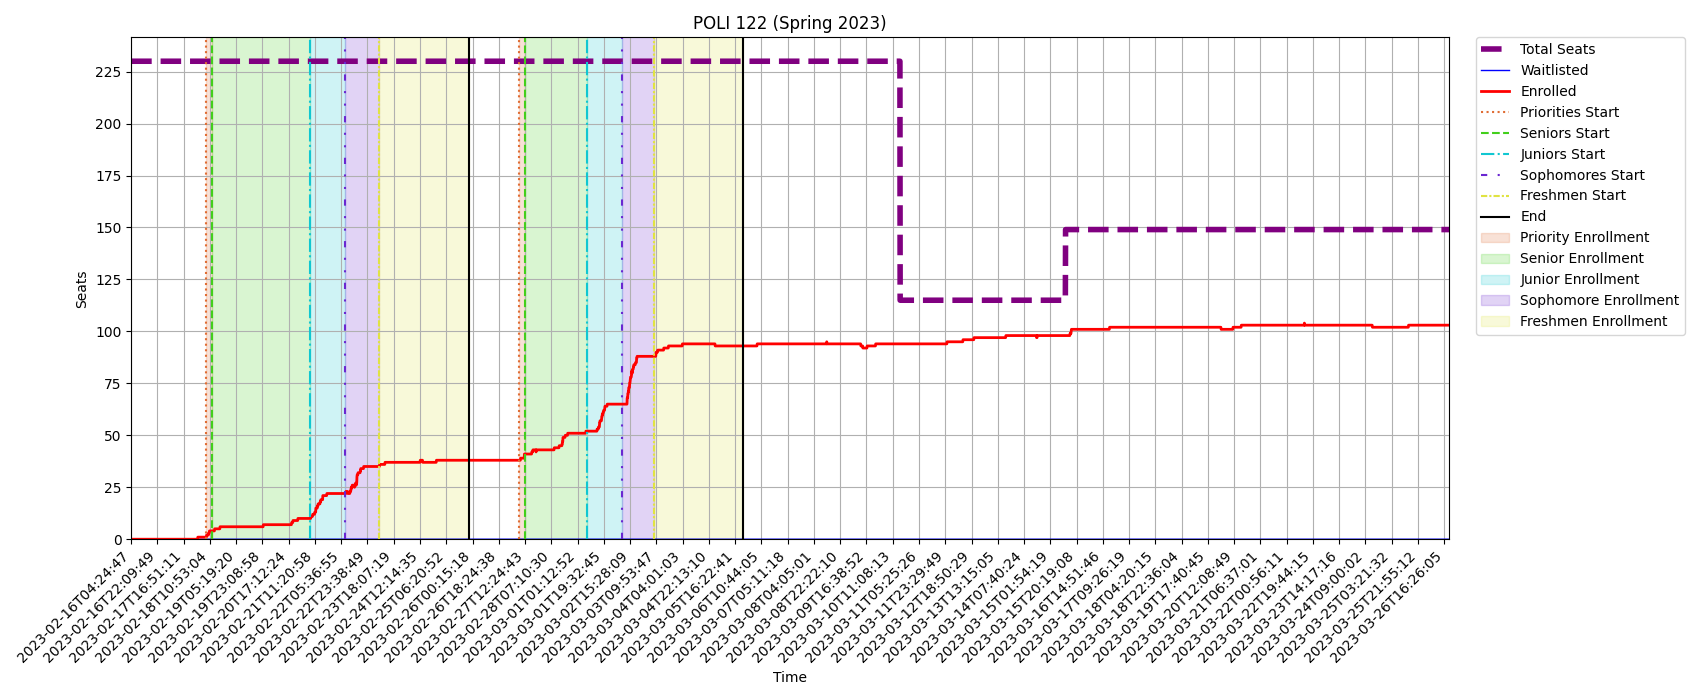 POLI 122 (Spring 2023)
Seats
225
200
175
150
125
100
75
50
25
0
2023-02-16T04:24:47
2023-02-16T22:09:49
2023-02-17T16:51:11
2023-02-18T10:53:04
2023-02-19T05:19:20
2023-02-19T23:08:58
2023-02-20T17:12:24
2023-02-21T11:20:58
2023-02-22T05:36:55
2023-02-22T23:38:49
2023-02-23T18:07:19
2023-02-24T12:14:35
2023-02-25T06:20:52
2023-02-26T00:15:18
2023-02-26T18:24:38
2023-02-27T12:24:43
2023-02-28T07:10:30
2023-03-01T01:12:52
2023-03-01T19:32:45
2023-03-02T15:28:09
2023-03-03T09:53:47
2023-03-04T04:01:03
2023-03-04T22:13:10
2023-03-05T16:22:41
2023-03-06T10:44:05
2023-03-07T05:11:18
2023-03-08T04:05:01
2023-03-08T22:22:10
2023-03-09T16:38:52
2023-03-10T11:08:13
2023-03-11T05:25:26
2023-03-11T23:29:49
2023-03-12T18:50:29
2023-03-13T13:15:05
2023-03-14T07:40:24
2023-03-15T01:54:19
2023-03-15T20:19:08
2023-03-16T14:51:46
2023-03-17T09:26:19
2023-03-18T04:20:15
2023-03-18T22:36:04
2023-03-19T17:40:45
2023-03-20T12:08:49
2023-03-21T06:37:01
2023-03-22T00:56:11
2023-03-22T19:44:15
2023-03-23T14:17:16
2023-03-24T09:00:02
2023-03-25T03:21:32
2023-03-25T21:55:12
2023-03-26T16:26:05
Time
Total Seats
Waitlisted
Enrolled
Priorities Start
Seniors Start
Juniors Start
Sophomores Start
Freshmen Start
End
Priority Enrollment
Senior Enrollment
Junior Enrollment
Sophomore Enrollment
Freshmen Enrollment